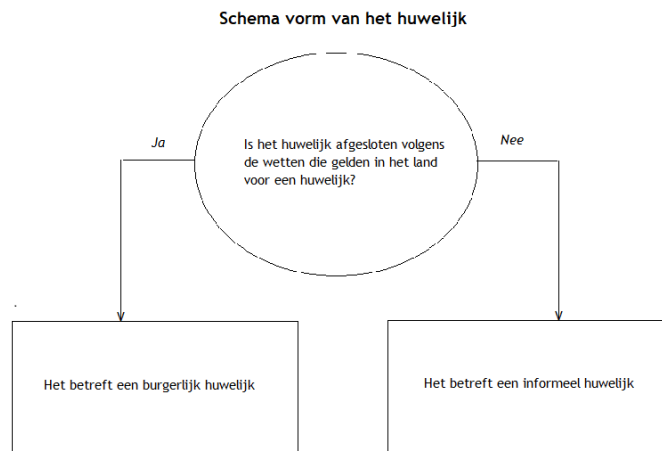 Schema vorm van het huwelijk
Ja
Is het huwelijk afgesloten volgens
de wetten die gelden in het land
voor een huwelijk?
Nee
Het betreft een burgerlijk huwelijk
Het betreft een informeel huwelijk